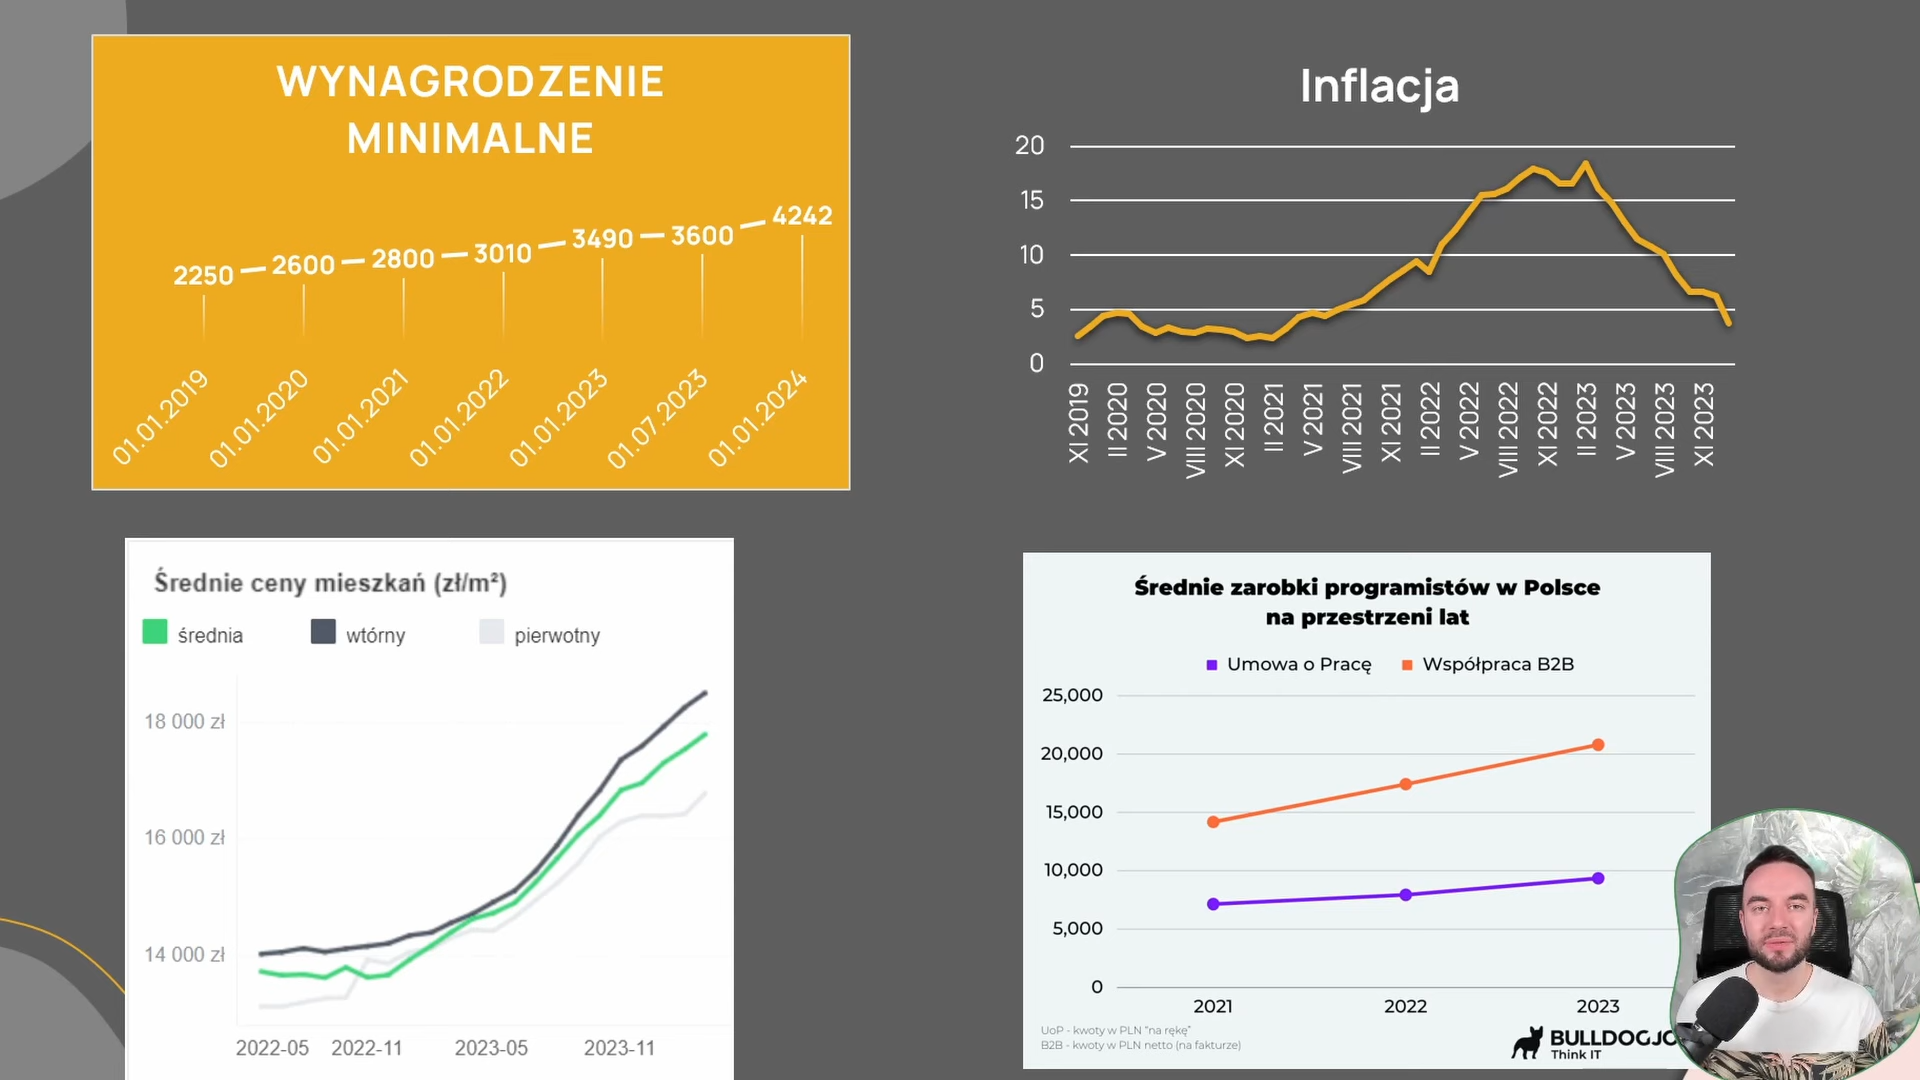 WYNAGRODZENIE
MINIMALNE
2250
2600
2800
3010
3490
3600
4242
01.01.2019
01.01.2020
01.01.2021
01.01.2022
01.01.2023
01.07.2023
01.01.2024
Inflacja
20
15
10
5
0
XI 2019
II 2020
V 2020
VIII 2020
XI 2020
II 2021
V 2021
VIII 2021
XI 2021
II 2022
V 2022
VIII 2022
XI 2022
II 2023
V 2023
VIII 2023
XI 2023
Średnie ceny mieszkań (zł/m²)
średnia wtórny pierwotny
18 000 zł
16 000 zł
14 000 zł
2022-05 2022-11 2023-05 2023-11
Średnie zarobki programistów w Polsce
na przestrzeni lat
Umowa o Pracę Współpraca B2B
25,000
20,000
15,000
10,000
5,000
0
2021 2022 2023
UoP - kwoty w PLN "na rękę"
B2B - kwoty w PLN netto (na fakturze)
BULLDOGJO
Think IT